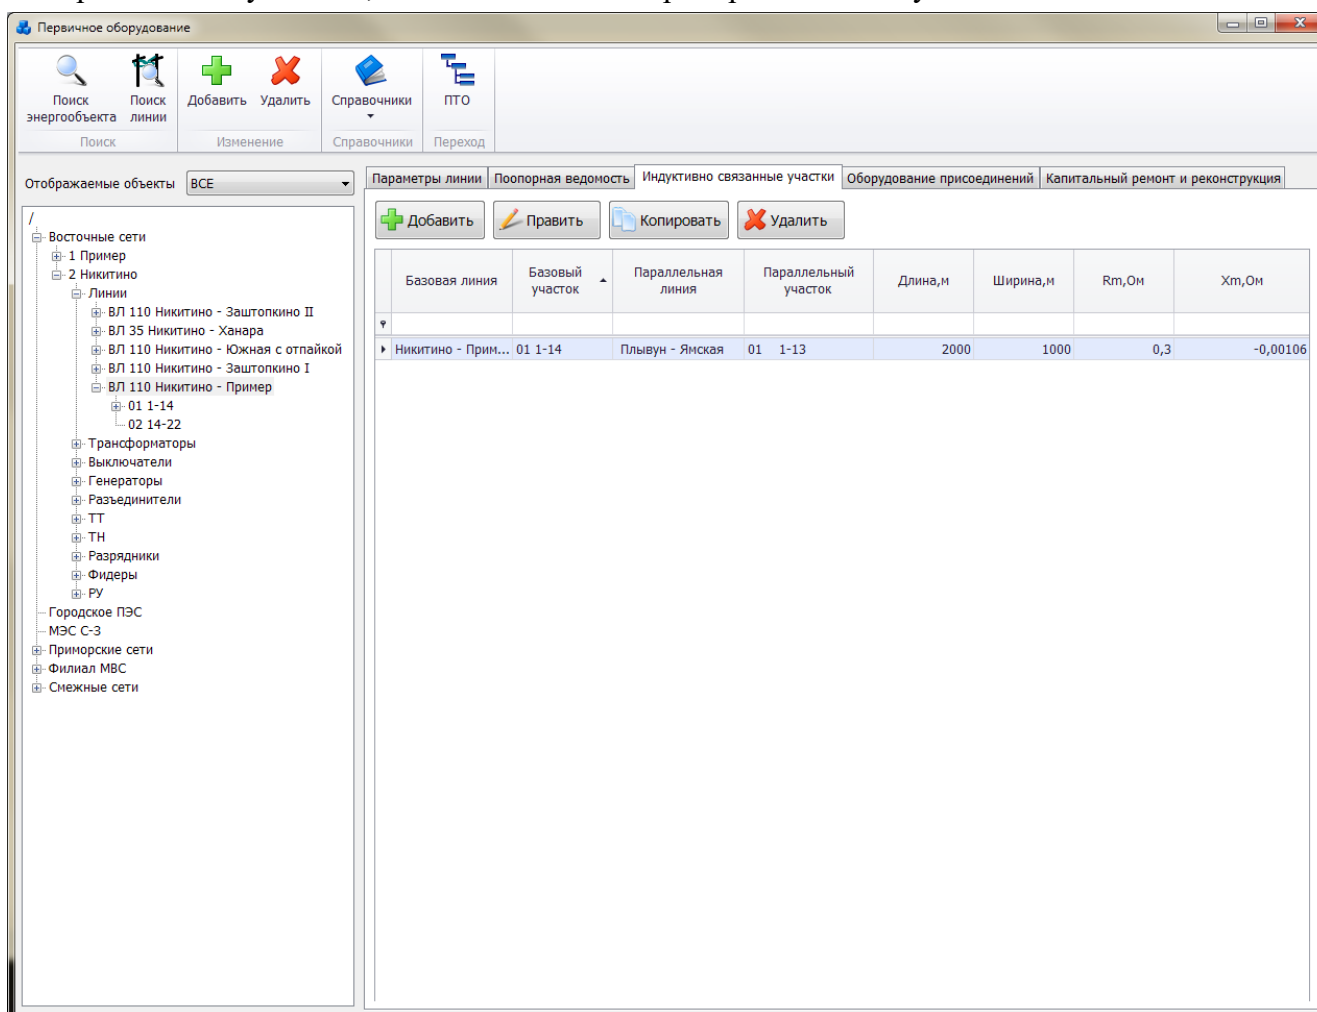 Первичное оборудование
Поиск энергообъекта
Поиск линии
Добавить
Удалить
Справочники
ПТО
Поиск
Изменение
Справочники
Переход
Отображаемые объекты ВСЕ
/
Восточные сети
1 Пример
2 Никитино
Линии
ВЛ 110 Никитино - Заштопкино II
ВЛ 35 Никитино - Ханара
ВЛ 110 Никитино - Южная с отпайкой
ВЛ 110 Никитино - Заштопкино I
ВЛ 110 Никитино - Пример
01 1-14
02 14-22
Трансформаторы
Выключатели
Генераторы
Разъединители
ТТ
ТН
Разрядники
Фидеры
РУ
Городское ПЭС
МЭС С-З
Приморские сети
Филиал МВС
Смежные сети
Параметры линии Поопорная ведомость Индуктивно связанные участки Оборудование присоединений Капитальный ремонт и реконструкция
Добавить Править Копировать Удалить
Базовая линия Базовый участок Параллельная линия Параллельный участок Длина,м Ширина,м Rm,Ом Xm,Ом
Никитино - Прим... 01 1-14 Плывун - Ямская 01 1-13 2000 1000 0,3 -0,00106